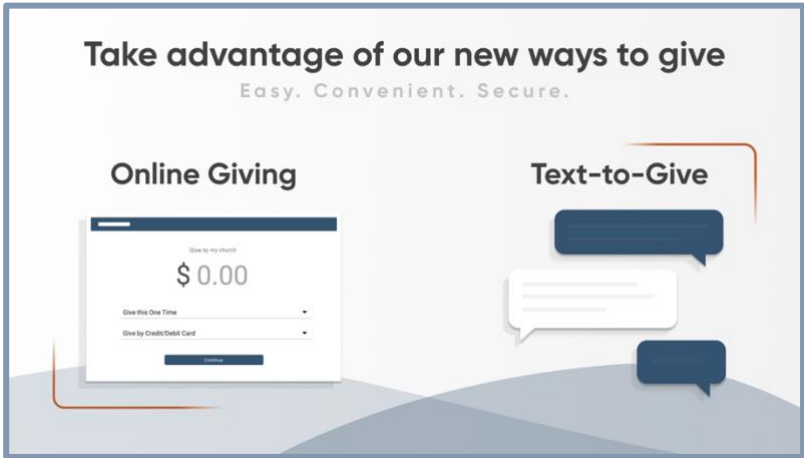 Take advantage of our new ways to give
Easy. Convenient. Secure.
Online Giving
Text-to-Give
Give to my church
$ 0.00
Give this One Time
Give by Credit/Debit Card
Continue